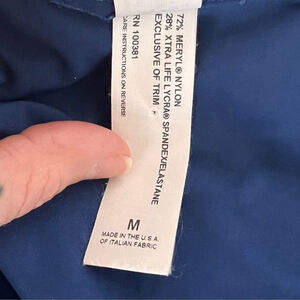 72% MERYL® NYLON
28% XTRA LIFE LYCRA® SPANDEX/ELASTANE
EXCLUSIVE OF TRIM
RN 100381
CARE INSTRUCTIONS ON REVERSE
M
MADE IN THE U.S.A.
OF ITALIAN FABRIC